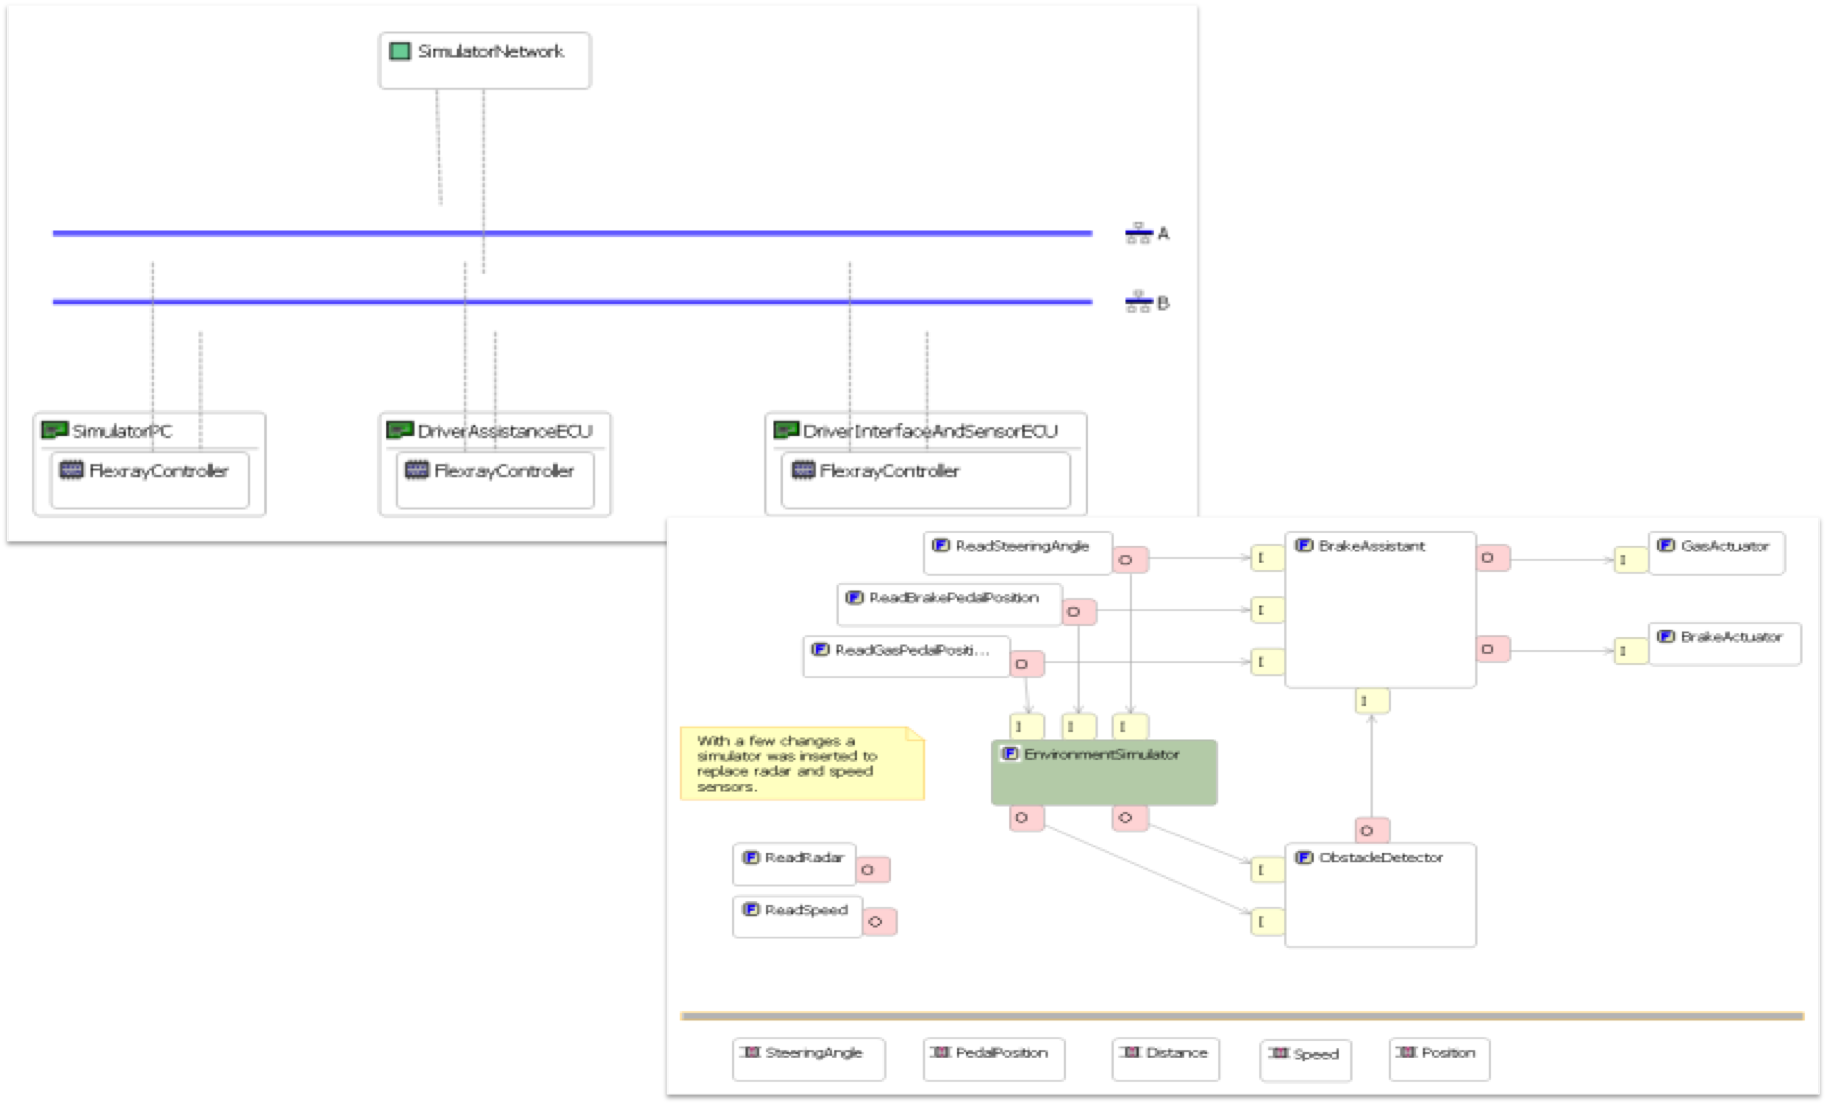 SimulatorNetwork
A
B
SimulatorPC
FlexrayController
DriverAssistanceECU
FlexrayController
DriverInterfaceAndSensorECU
FlexrayController
ReadSteeringAngle
O
I
BrakeAssistant
O
I
GasActuator
ReadBrakePedalPosition
O
I
ReadGasPedalPositi...
O
I
O
I
BrakeActuator
I
I
I
I
With a few changes a
simulator was inserted to
replace radar and speed
sensors.
EnvironmentSimulator
O
O
O
ReadRadar
O
I
ObstacleDetector
ReadSpeed
O
I
SteeringAngle
PedalPosition
Distance
Speed
Position